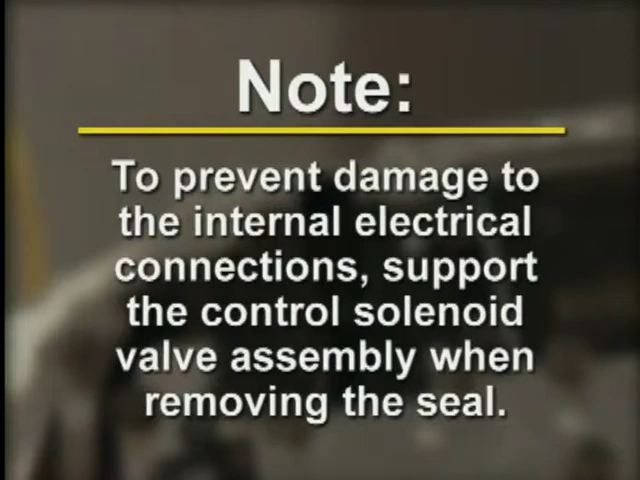 Note:
To prevent damage to
the internal electrical
connections, support
the control solenoid
valve assembly when
removing the seal.